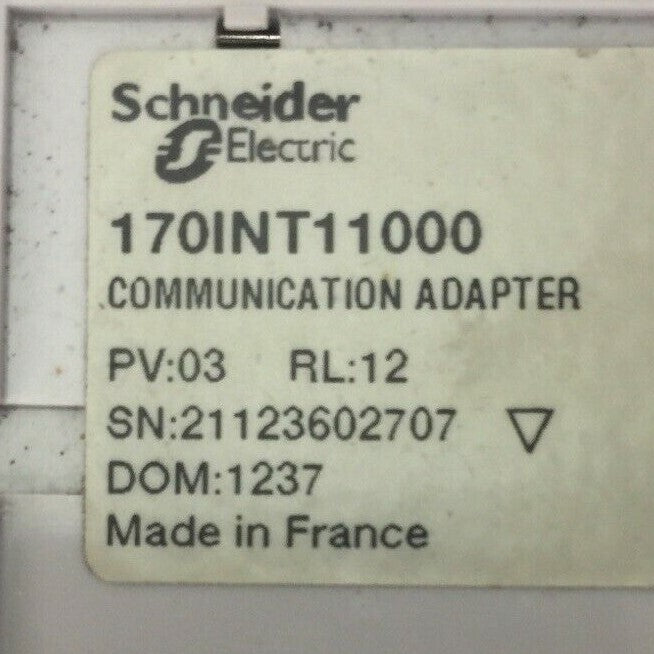 Schneider
Electric
170INT11000
COMMUNICATION ADAPTER
PV:03 RL:12
SN:21123602707
DOM:1237
Made in France